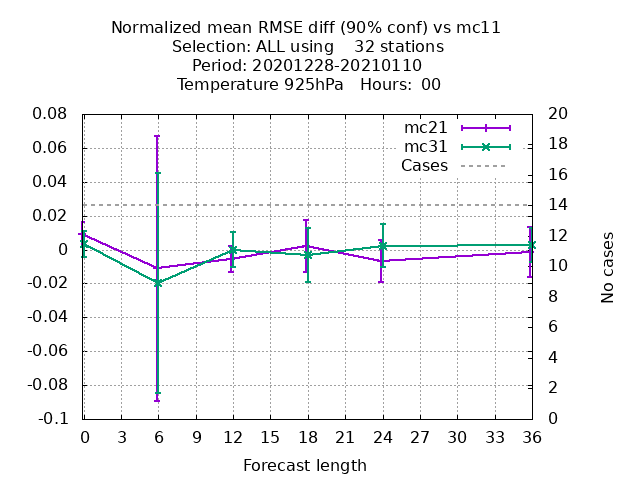 Normalized mean RMSE diff (90% conf) vs mc11
Selection: ALL using    32 stations
Period: 20201228-20210110
Temperature 925hPa   Hours:  00
mc21
mc31
Cases
0.08
0.06
0.04
0.02
0
-0.02
-0.04
-0.06
-0.08
-0.1
20
18
16
14
12
10
8
6
4
2
0
No cases
0 3 6 9 12 15 18 21 24 27 30 33 36
Forecast length